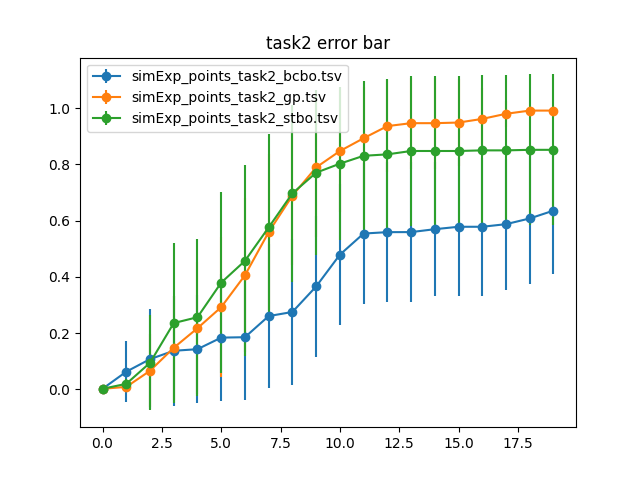 task2 error bar
simExp_points_task2_bcbo.tsv
simExp_points_task2_gp.tsv
simExp_points_task2_stbo.tsv
1.0
0.8
0.6
0.4
0.2
0.0
0.0 2.5 5.0 7.5 10.0 12.5 15.0 17.5